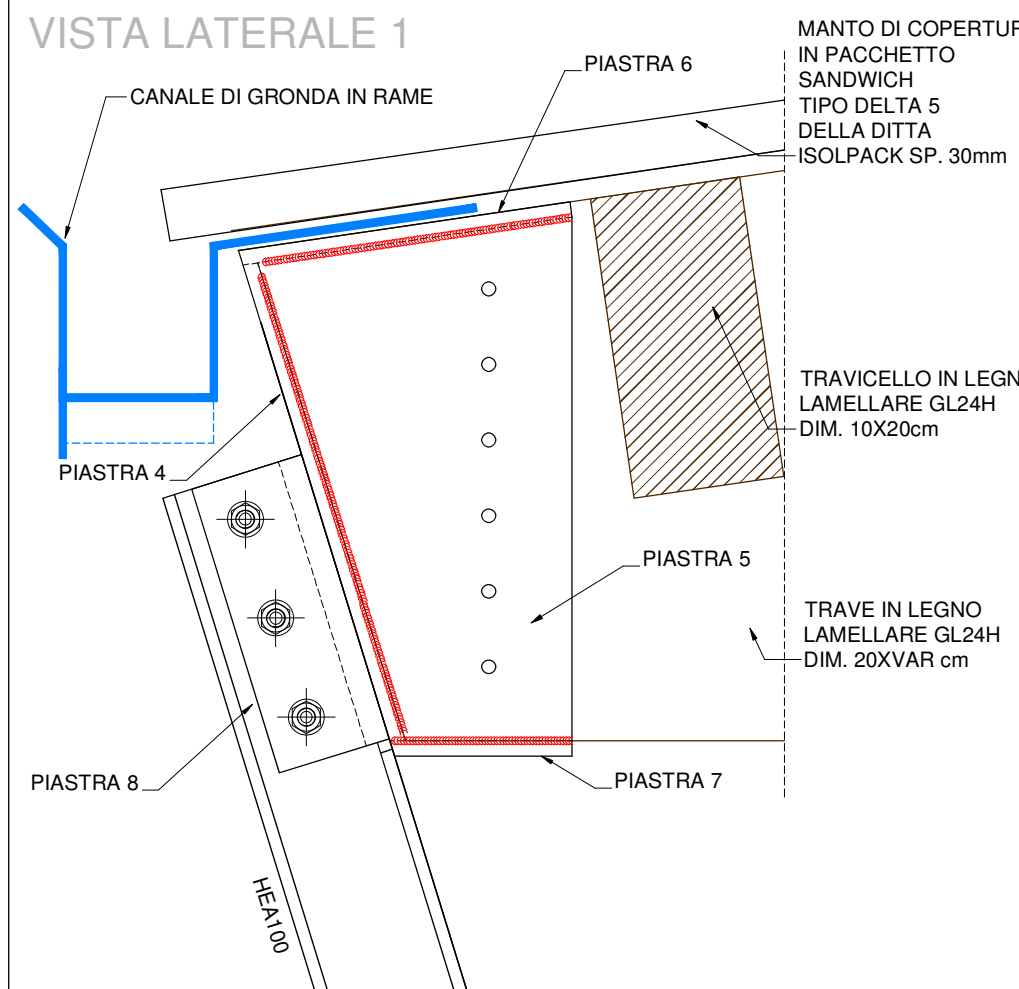 VISTA LATERALE 1
MANTO DI COPERTUR
IN PACCHETTO
SANDWICH
TIPO DELTA 5
DELLA DITTA
ISOLPACK SP. 30mm
PIASTRA 6
CANALE DI GRONDA IN RAME
TRAVICELLO IN LEGN
LAMELLARE GL24H
DIM. 10X20cm
PIASTRA 4
PIASTRA 5
TRAVE IN LEGNO
LAMELLARE GL24H
DIM. 20XVAR cm
PIASTRA 8
PIASTRA 7
HEA100